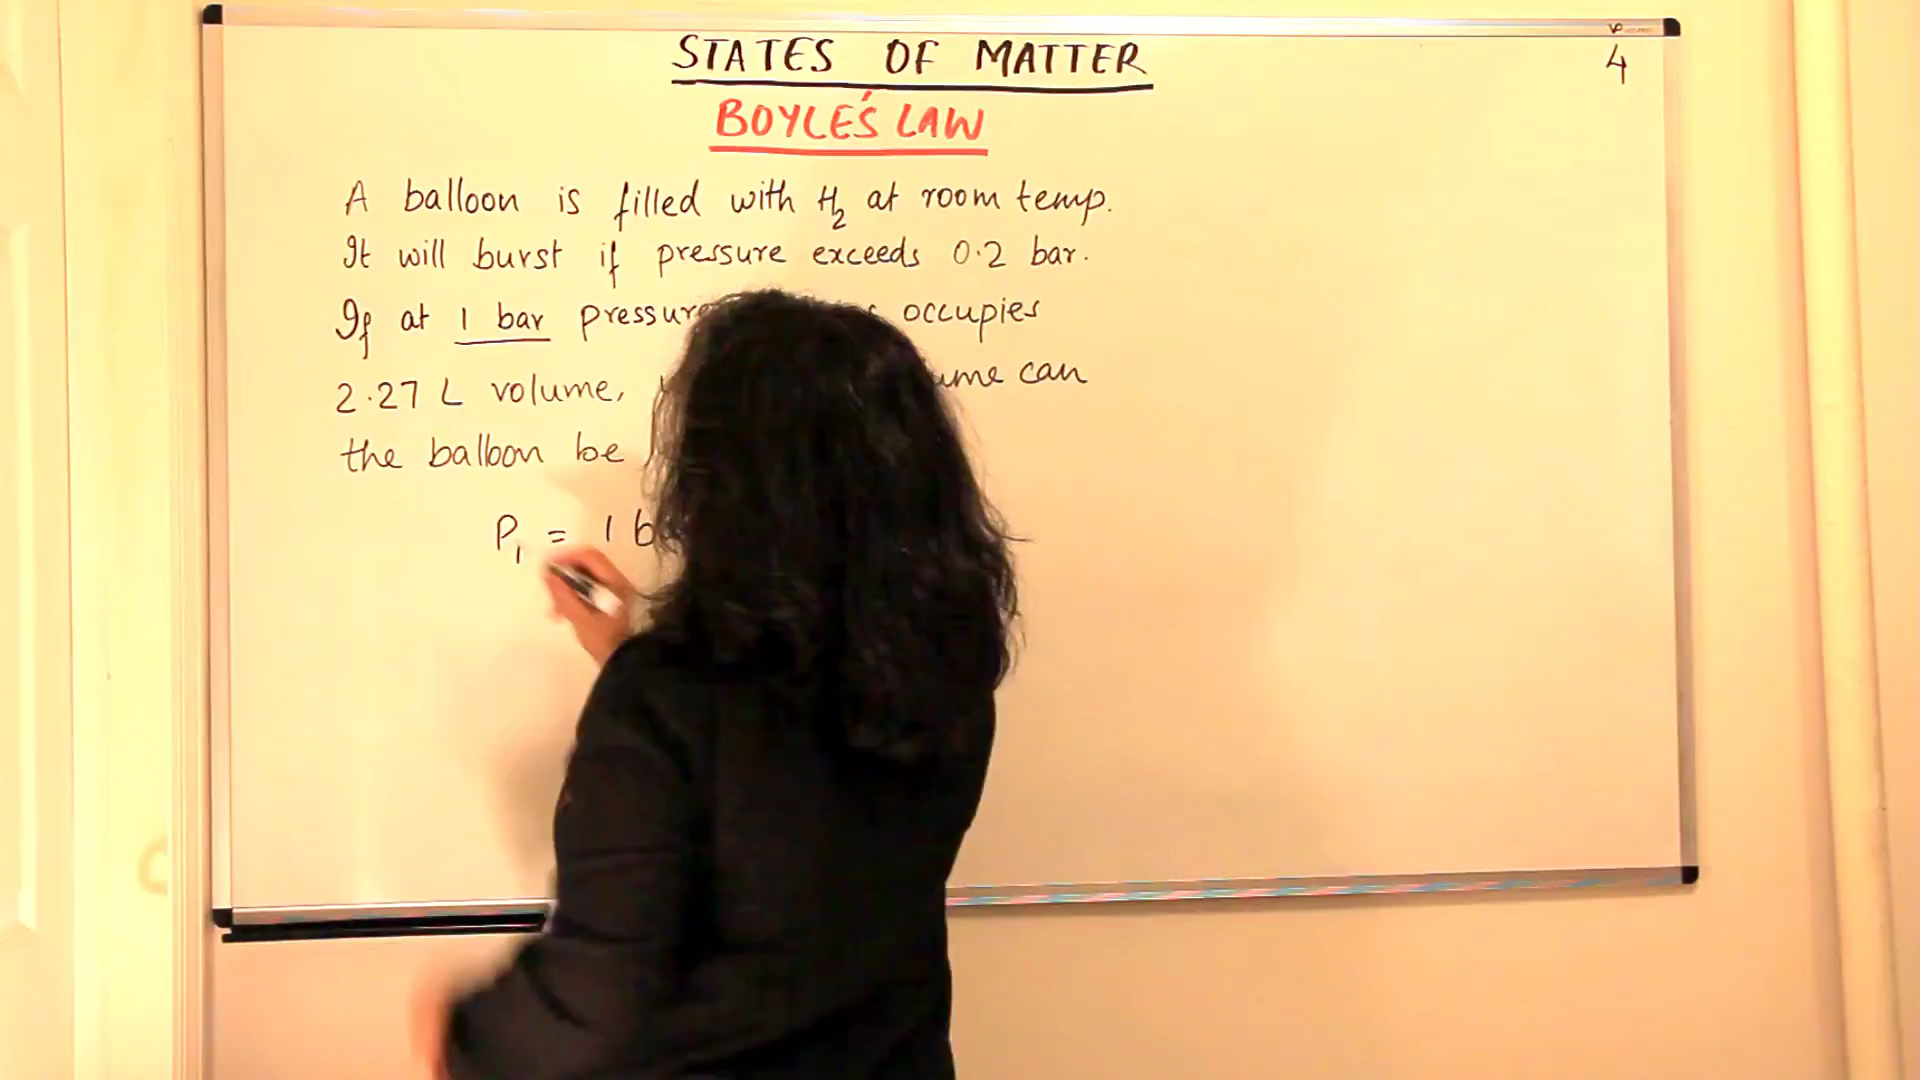 STATES OF MATTER
4
BOYLE'S LAW
A balloon is filled with H₂ at room temp.
It will burst if pressure exceeds 0.2 bar.
If at 1 bar pressure occupies
2.27 L volume, can
the balloon be
P₁ = 1